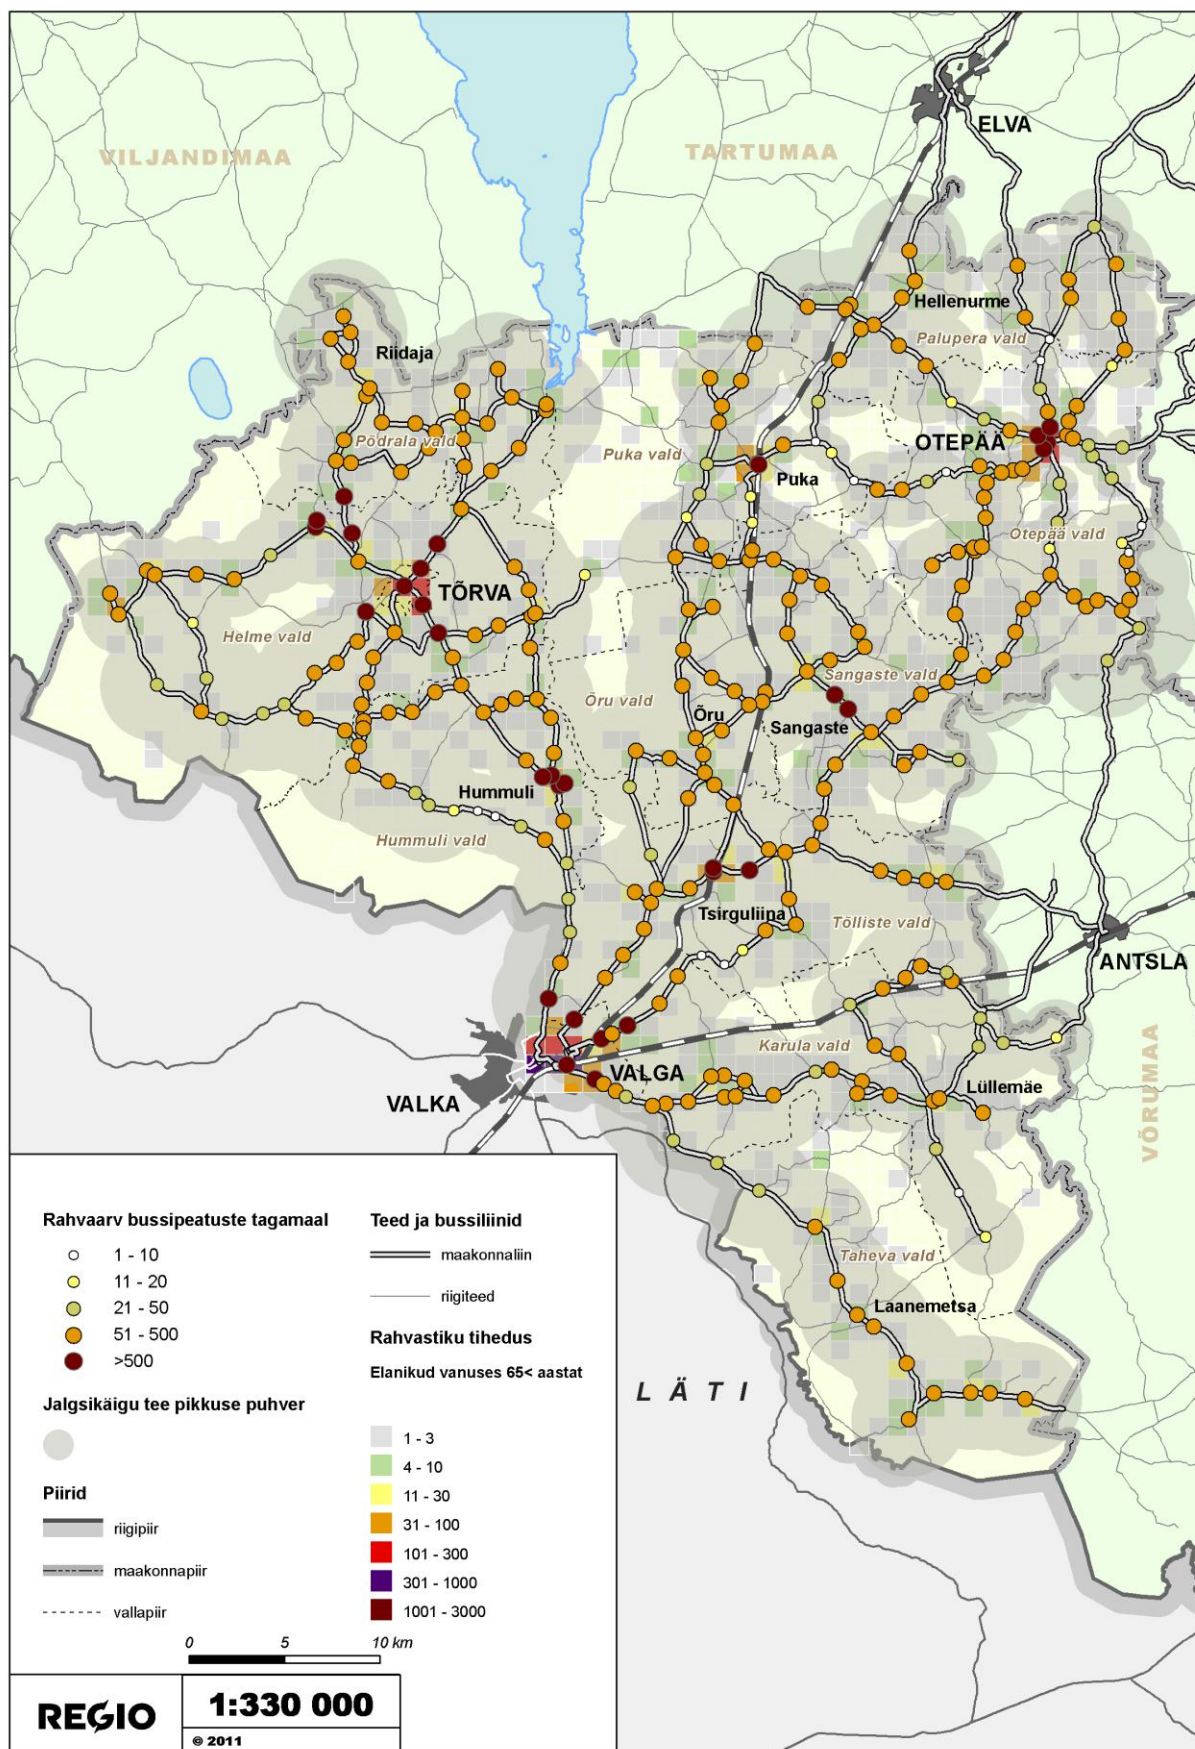 ELVA
VILJANDIMAA
TARTUMAA
Hellenurme
Palupera vald
Riidaja
Põdrala vald
OTEPÄÄ
Puka vald
Puka
Otepää vald
TÕRVA
Helme vald
Sangaste vald
Õru vald
Õru
Sangaste
Hummuli
Hummuli vald
Tsirguliina
Tõlliste vald
ANTSLA
Karula vald
VALGA
VALKA
Lüllemäe
VÕRUMAA
Taheva vald
Laanemetsa
LÄTI
Rahvaarv bussipeatuste tagamaal
1 - 10
11 - 20
21 - 50
51 - 500
>500
Jalgsikäigu tee pikkuse puhver
Piirid
riigipiir
maakonnapiir
vallapiir
Teed ja bussiliinid
maakonnaliin
riigiteed
Rahvastiku tihedus
Elanikud vanuses 65< aastat
1 - 3
4 - 10
11 - 30
31 - 100
101 - 300
301 - 1000
1001 - 3000
0 5 10 km
REGIO
1:330 000
© 2011